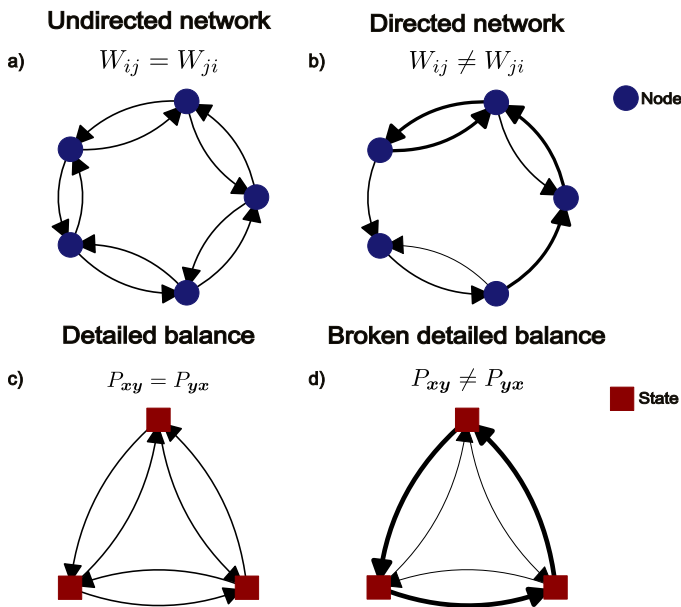 Undirected network
Directed network
a)
W_{ij} = W_{ji}
b)
W_{ij} ≠ W_{ji}
Node
Detailed balance
Broken detailed balance
c)
P_{xy} = P_{yx}
d)
P_{xy} ≠ P_{yx}
State